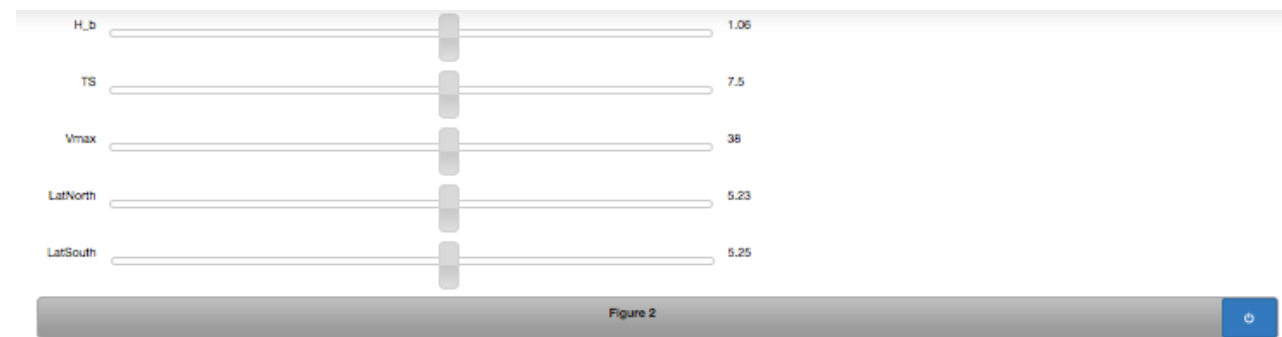 H_b 1.06
TS 7.5
Vmax 38
LatNorth 5.23
LatSouth 5.25
Figure 2